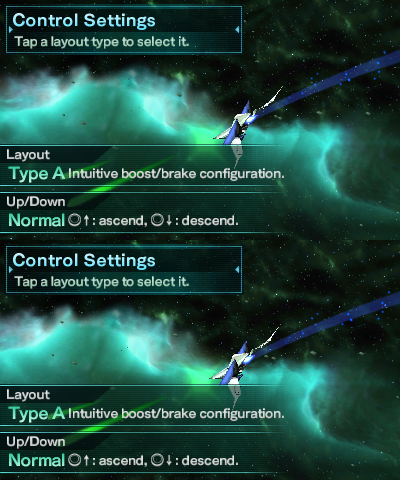 Control Settings
Tap a layout type to select it.
Layout
Type A Intuitive boost/brake configuration.
Up/Down
Normal ◎↑: ascend, ◎↓: descend.
Control Settings
Tap a layout type to select it.
Layout
Type A Intuitive boost/brake configuration.
Up/Down
Normal ◎↑: ascend, ◎↓: descend.